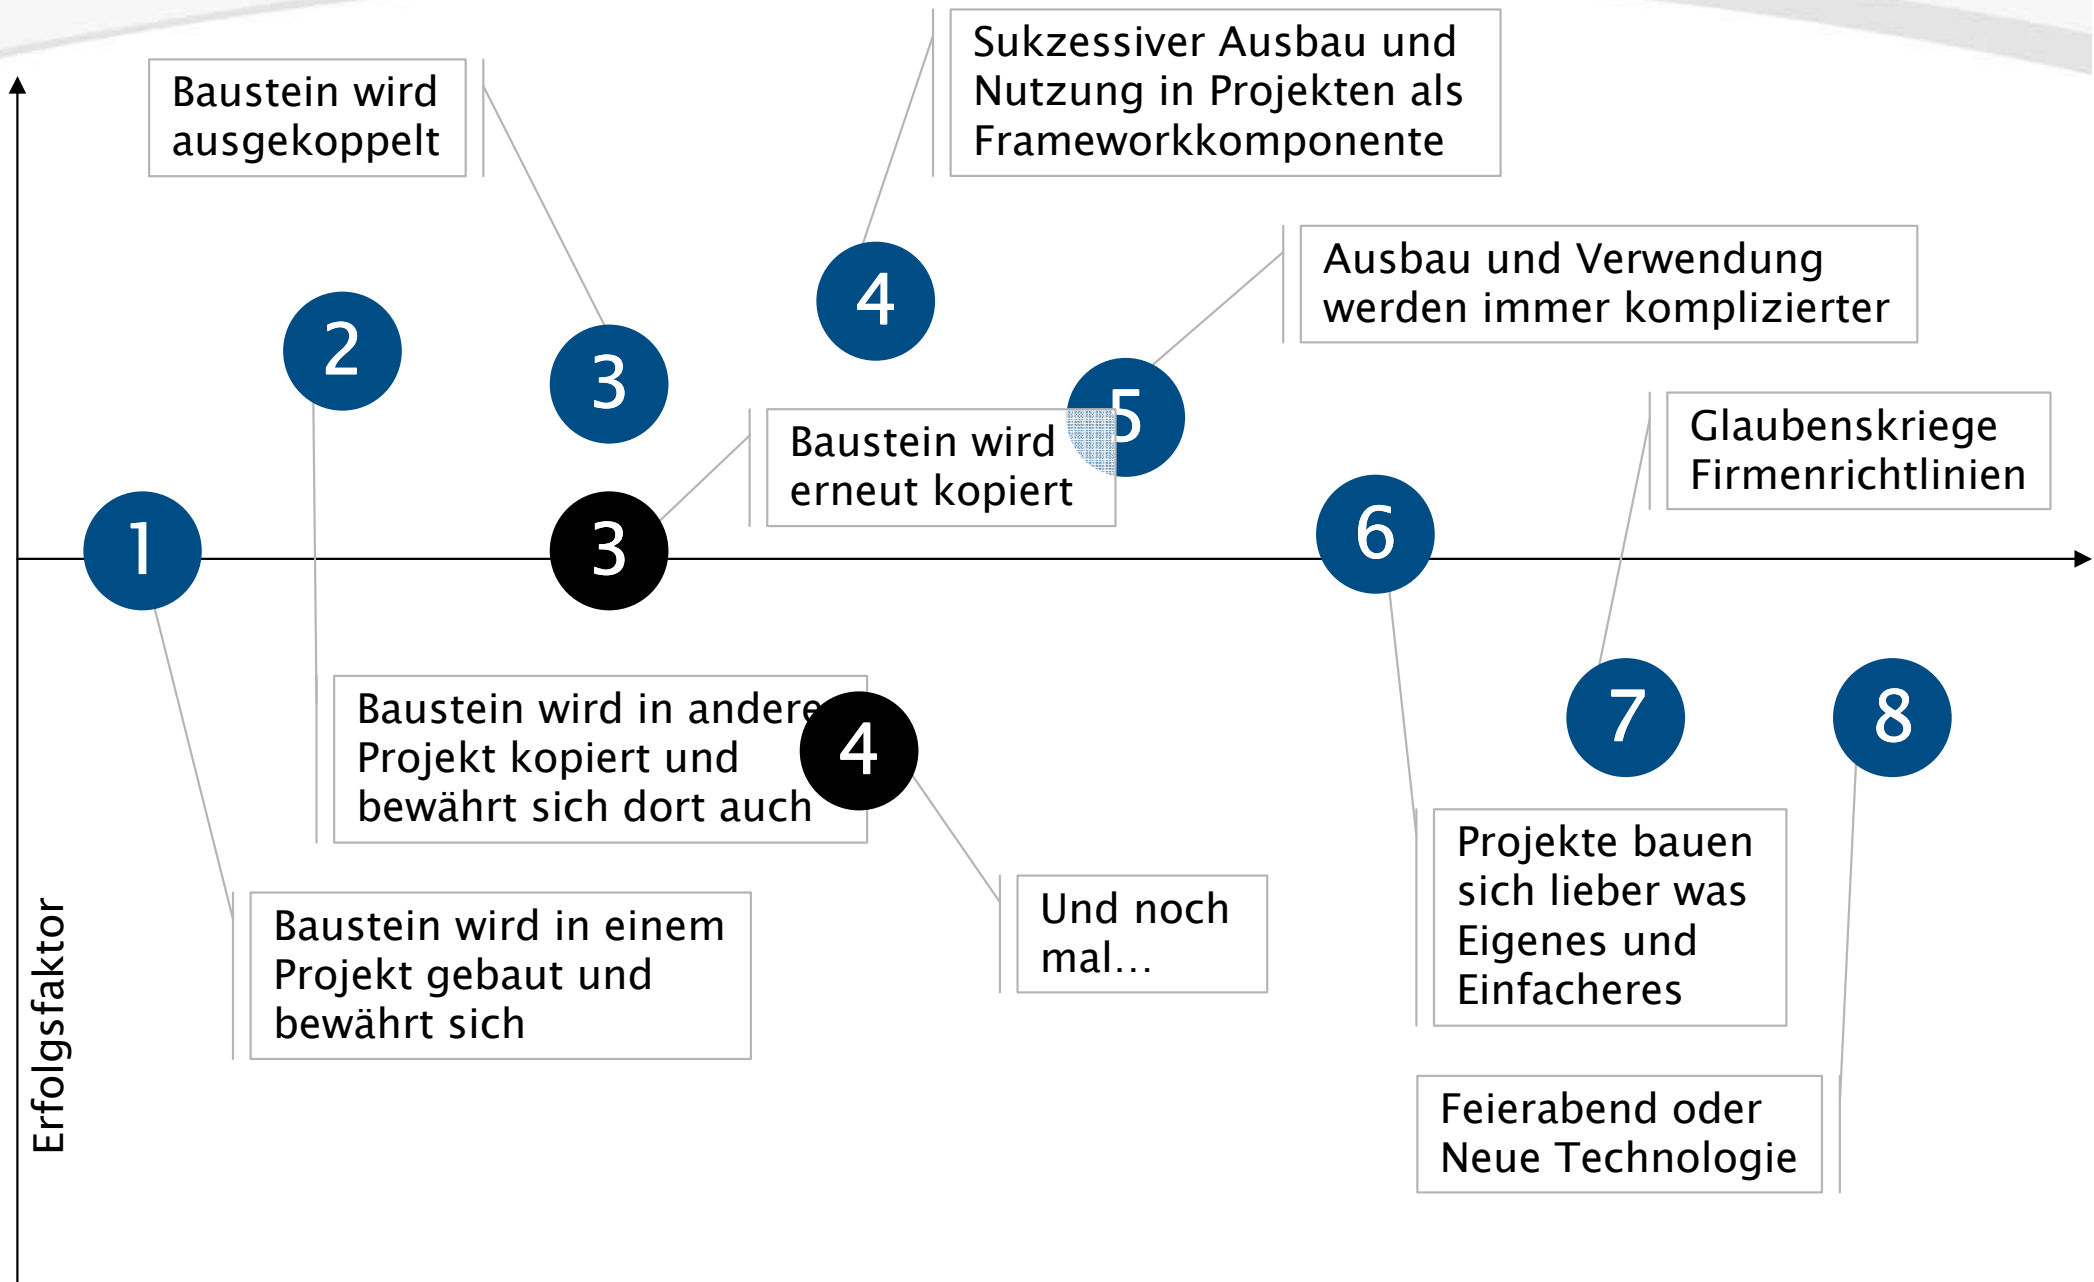 Sukzessiver Ausbau und
Nutzung in Projekten als
Frameworkkomponente
Baustein wird
ausgekoppelt
Ausbau und Verwendung
werden immer komplizierter
2
3
4
5
Baustein wird
erneut kopiert
Glaubenskriege
Firmenrichtlinien
1
3
6
Baustein wird in andere
Projekt kopiert und
bewährt sich dort auch
4
7
8
Baustein wird in einem
Projekt gebaut und
bewährt sich
Und noch
mal...
Projekte bauen
sich lieber was
Eigenes und
Einfacheres
Erfolgsfaktor
Feierabend oder
Neue Technologie